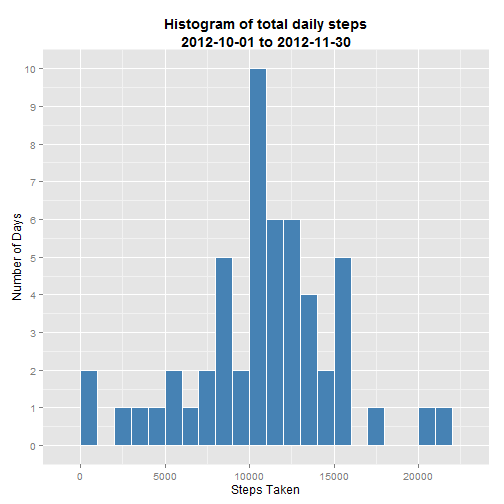 Histogram of total daily steps
2012-10-01 to 2012-11-30
10
9
8
7
6
5
4
3
2
1
0
Number of Days
0 5000 10000 15000 20000
Steps Taken